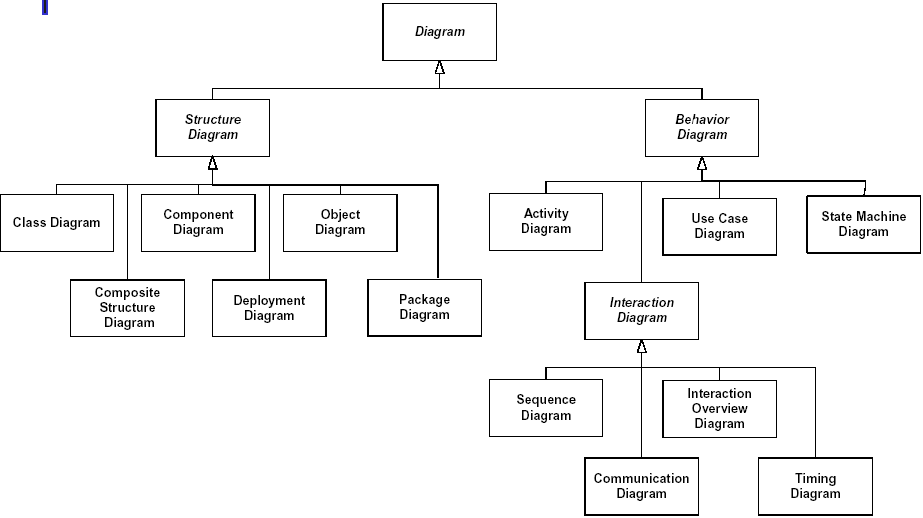 Diagram
Structure
Diagram
Behavior
Diagram
Class Diagram
Component
Diagram
Object
Diagram
Activity
Diagram
Use Case
Diagram
State Machine
Diagram
Composite
Structure
Diagram
Deployment
Diagram
Package
Diagram
Interaction
Diagram
Sequence
Diagram
Interaction
Overview
Diagram
Communication
Diagram
Timing
Diagram